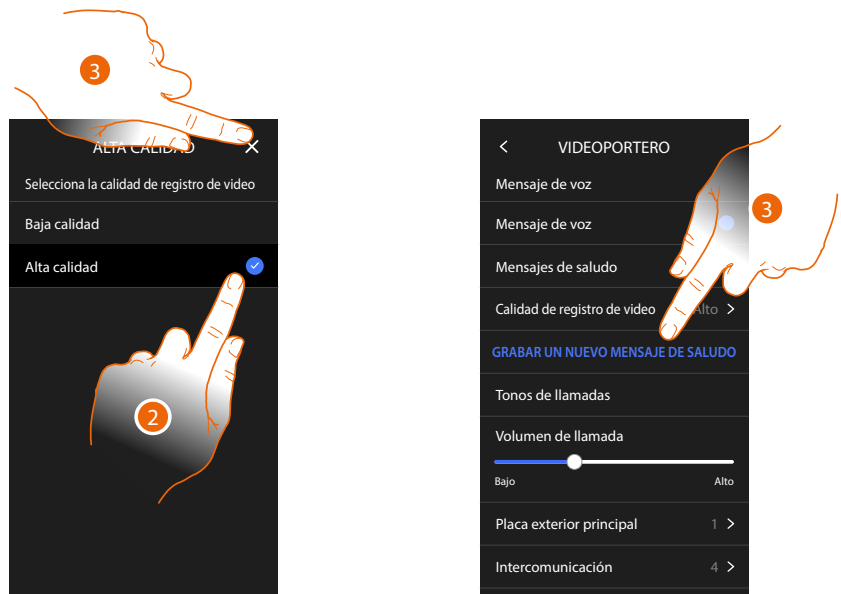 3
ALTA CALIDAD
Selecciona la calidad de registro de video
Baja calidad
Alta calidad
2
VIDEOPORTERO
Mensaje de voz
Mensaje de voz
3
Mensajes de saludo
Calidad de registro de video Alto
GRABAR UN NUEVO MENSAJE DE SALUDO
Tonos de llamadas
Volumen de llamada
Bajo Alto
Placa exterior principal 1
Intercomunicación 4